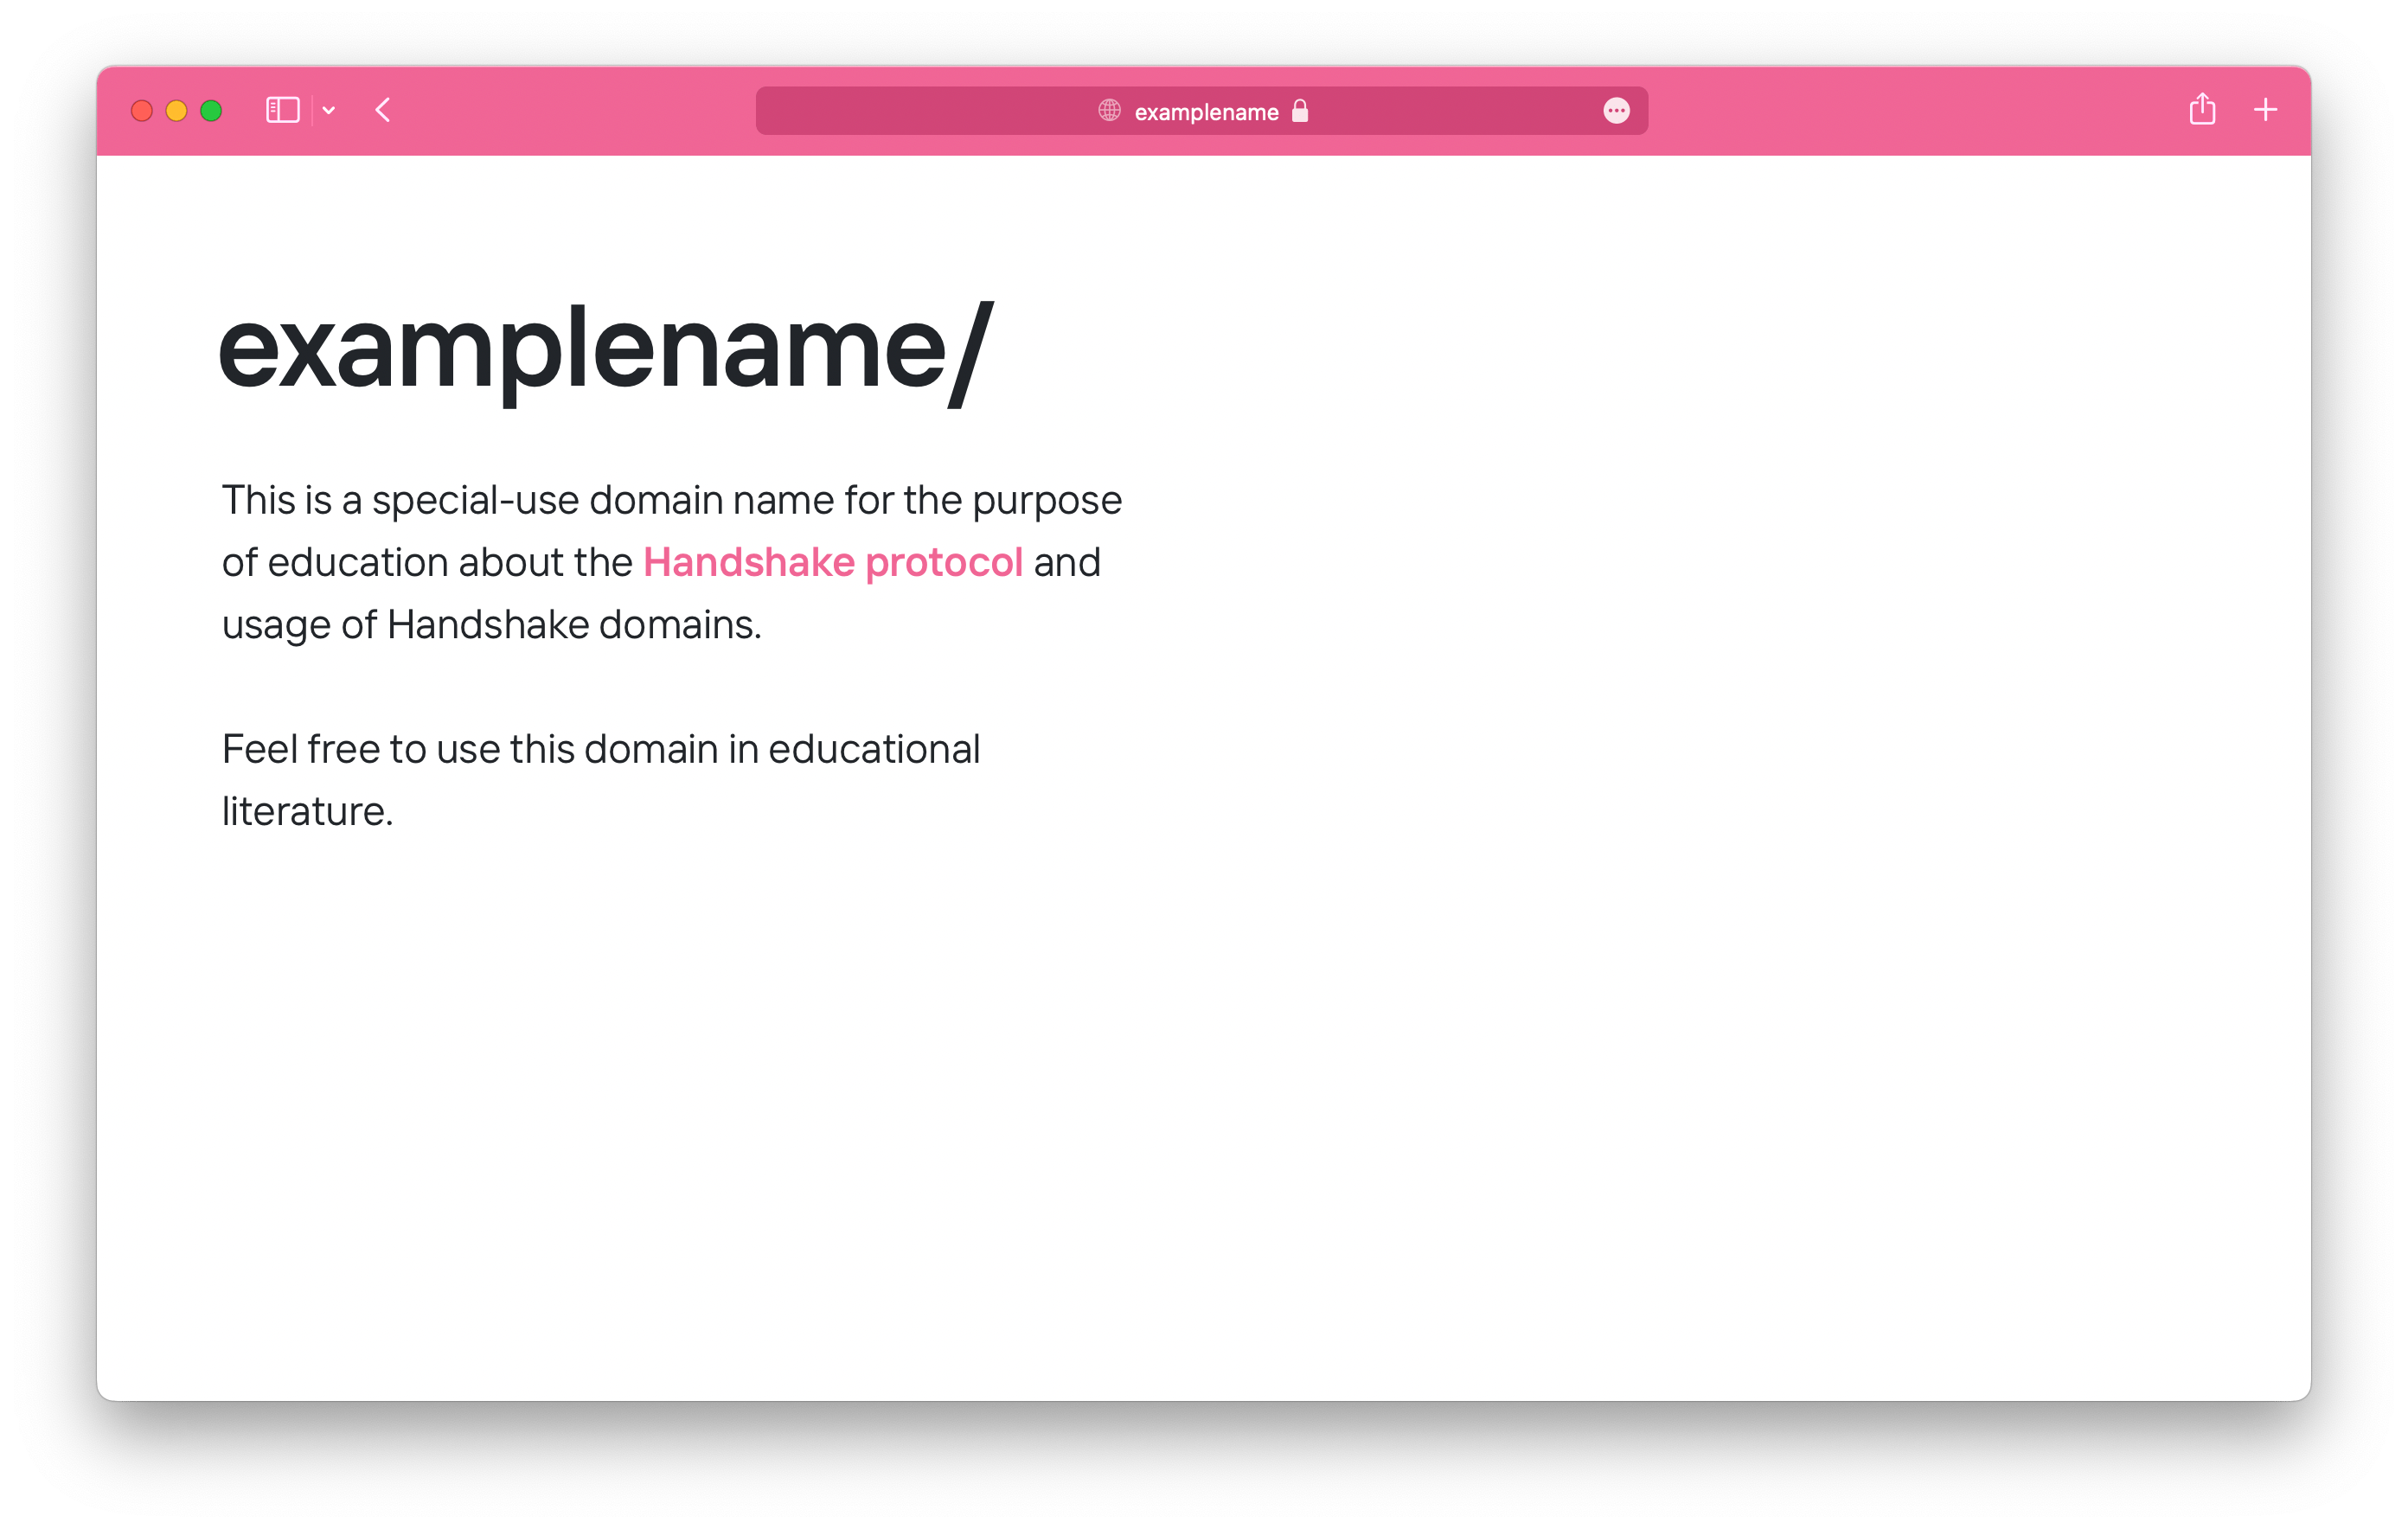 examplename
examplename/
This is a special-use domain name for the purpose
of education about the Handshake protocol and
usage of Handshake domains.
Feel free to use this domain in educational
literature.